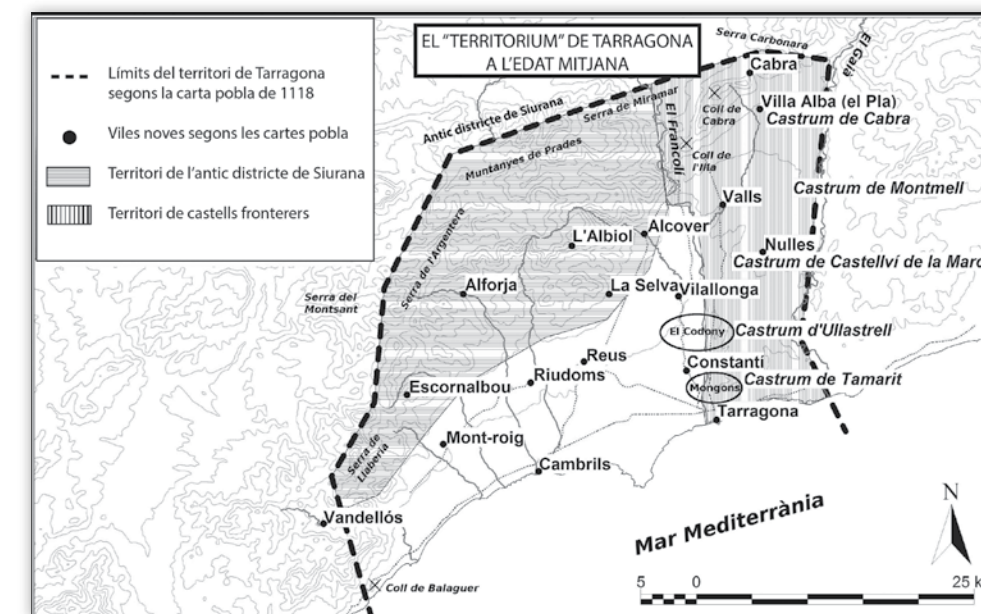 EL "TERRITORIUM" DE TARRAGONA
A L'EDAT MITJANA
Límits del territori de Tarragona
segons la carta pobla de 1118
Viles noves segons les cartes pobla
Territori de l'antic districte de Siurana
Territori de castells fronterers
Serra Carbonara
El Gaià
Cabra
Coll de
Cabra
Villa Alba (el Pla)
Castrum de Cabra
Antic districte de Siurana
Serra de Miramar
El Francolí
Muntanyes de Prades
Coll de
l'Illa
Castrum de Montmell
Valls
Alcover
L'Albiol
Nulles
Castrum de Castellví de la Marc
Serra de l'Argentera
Alforja
La Selva
Vilallonga
Serra del
Montsant
El Codony
Castrum d'Ullastrell
Reus
Constantí
Riudoms
Castrum de Tamarit
Escornalbou
Mongons
Tarragona
Mont-roig
Serra de
Llaberia
Cambrils
Vandellós
Mar Mediterrània
N
Coll de Balaguer
5 0 25 k